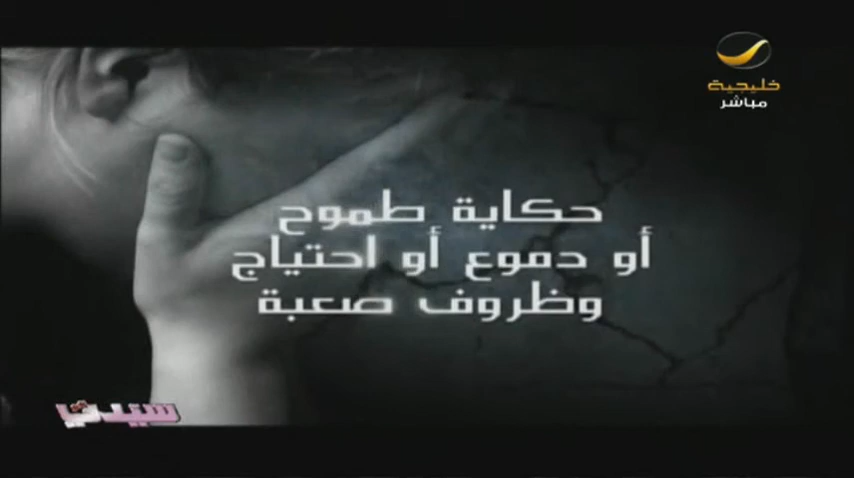 خليجية
مباشر
حكاية طموح
أو دموع أو احتياج
وظروف صعبة
سيدتي